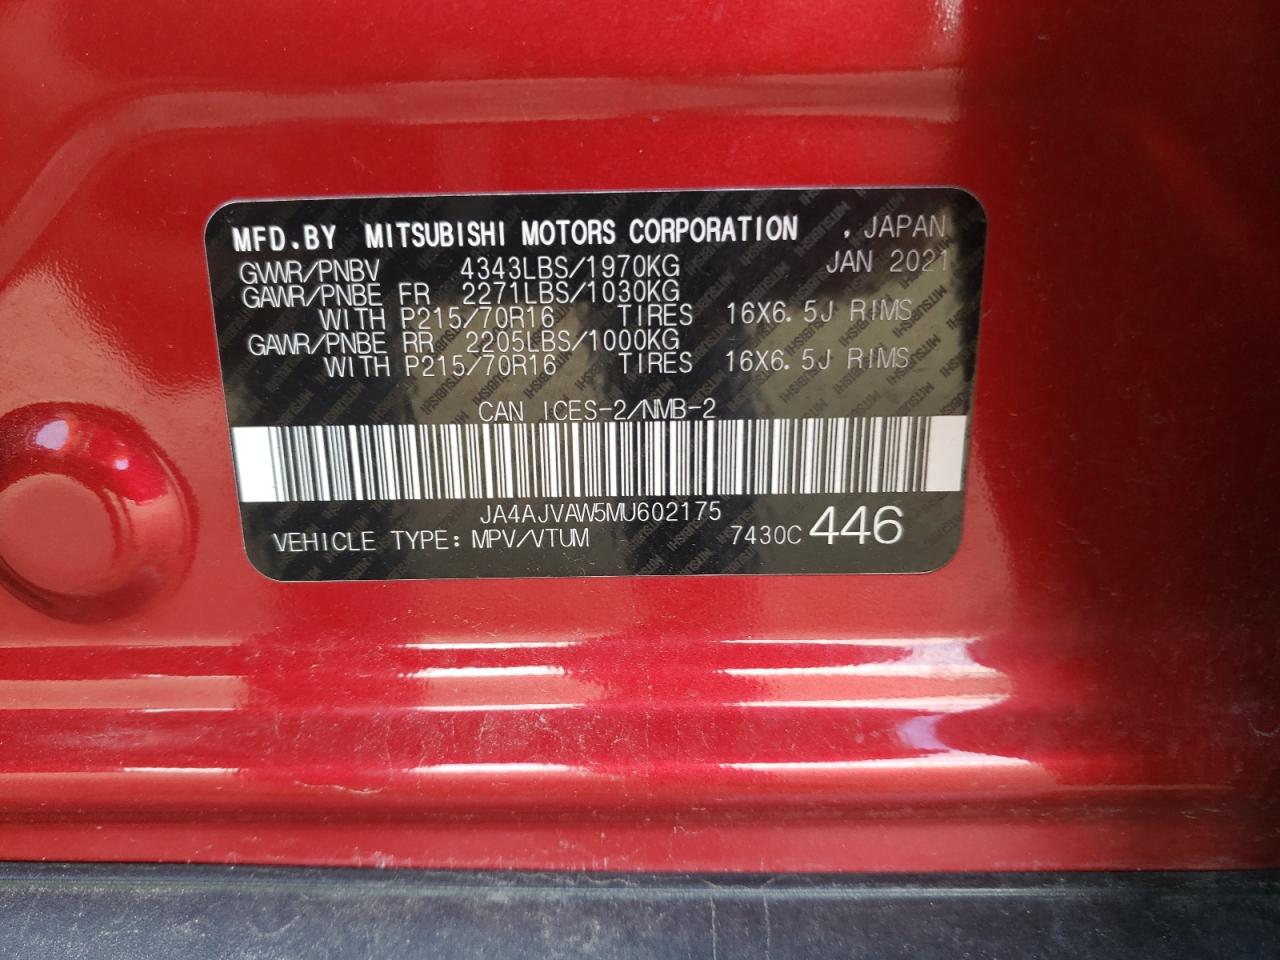 MFD.BY MITSUBISHI MOTORS CORPORATION , JAPAN
GVWR/PNBV 4343LBS/1970KG JAN 2021
GAWR/PNBE FR 2271LBS/1030KG
WITH P215/70R16 TIRES 16X6.5J RIMS
GAWR/PNBE RR 2205LBS/1000KG
WITH P215/70R16 TIRES 16X6.5J RIMS
CAN ICES-2/NMB-2
JA4AJVAW5MU602175
VEHICLE TYPE: MPV/VTUM 7430C 446